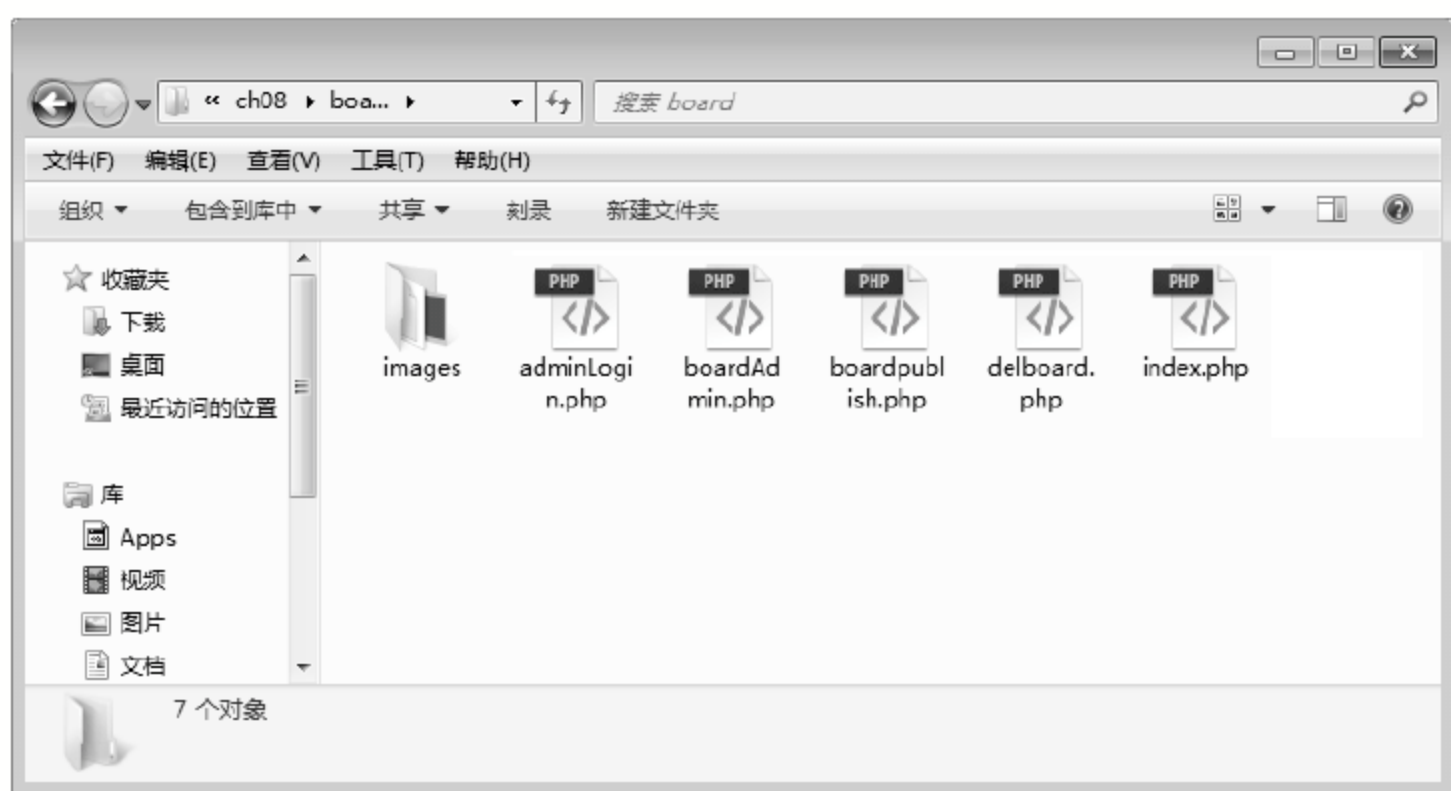 « ch08 ▸ boa... ▸
搜索 board
文件(F) 编辑(E) 查看(V) 工具(T) 帮助(H)
组织 包含到库中 共享 刻录 新建文件夹
收藏夹
下载
桌面
最近访问的位置
库
Apps
视频
图片
文档
images
PHP
adminLogi
n.php
PHP
boardAd
min.php
PHP
boardpubl
ish.php
PHP
delboard.
php
PHP
index.php
7 个对象